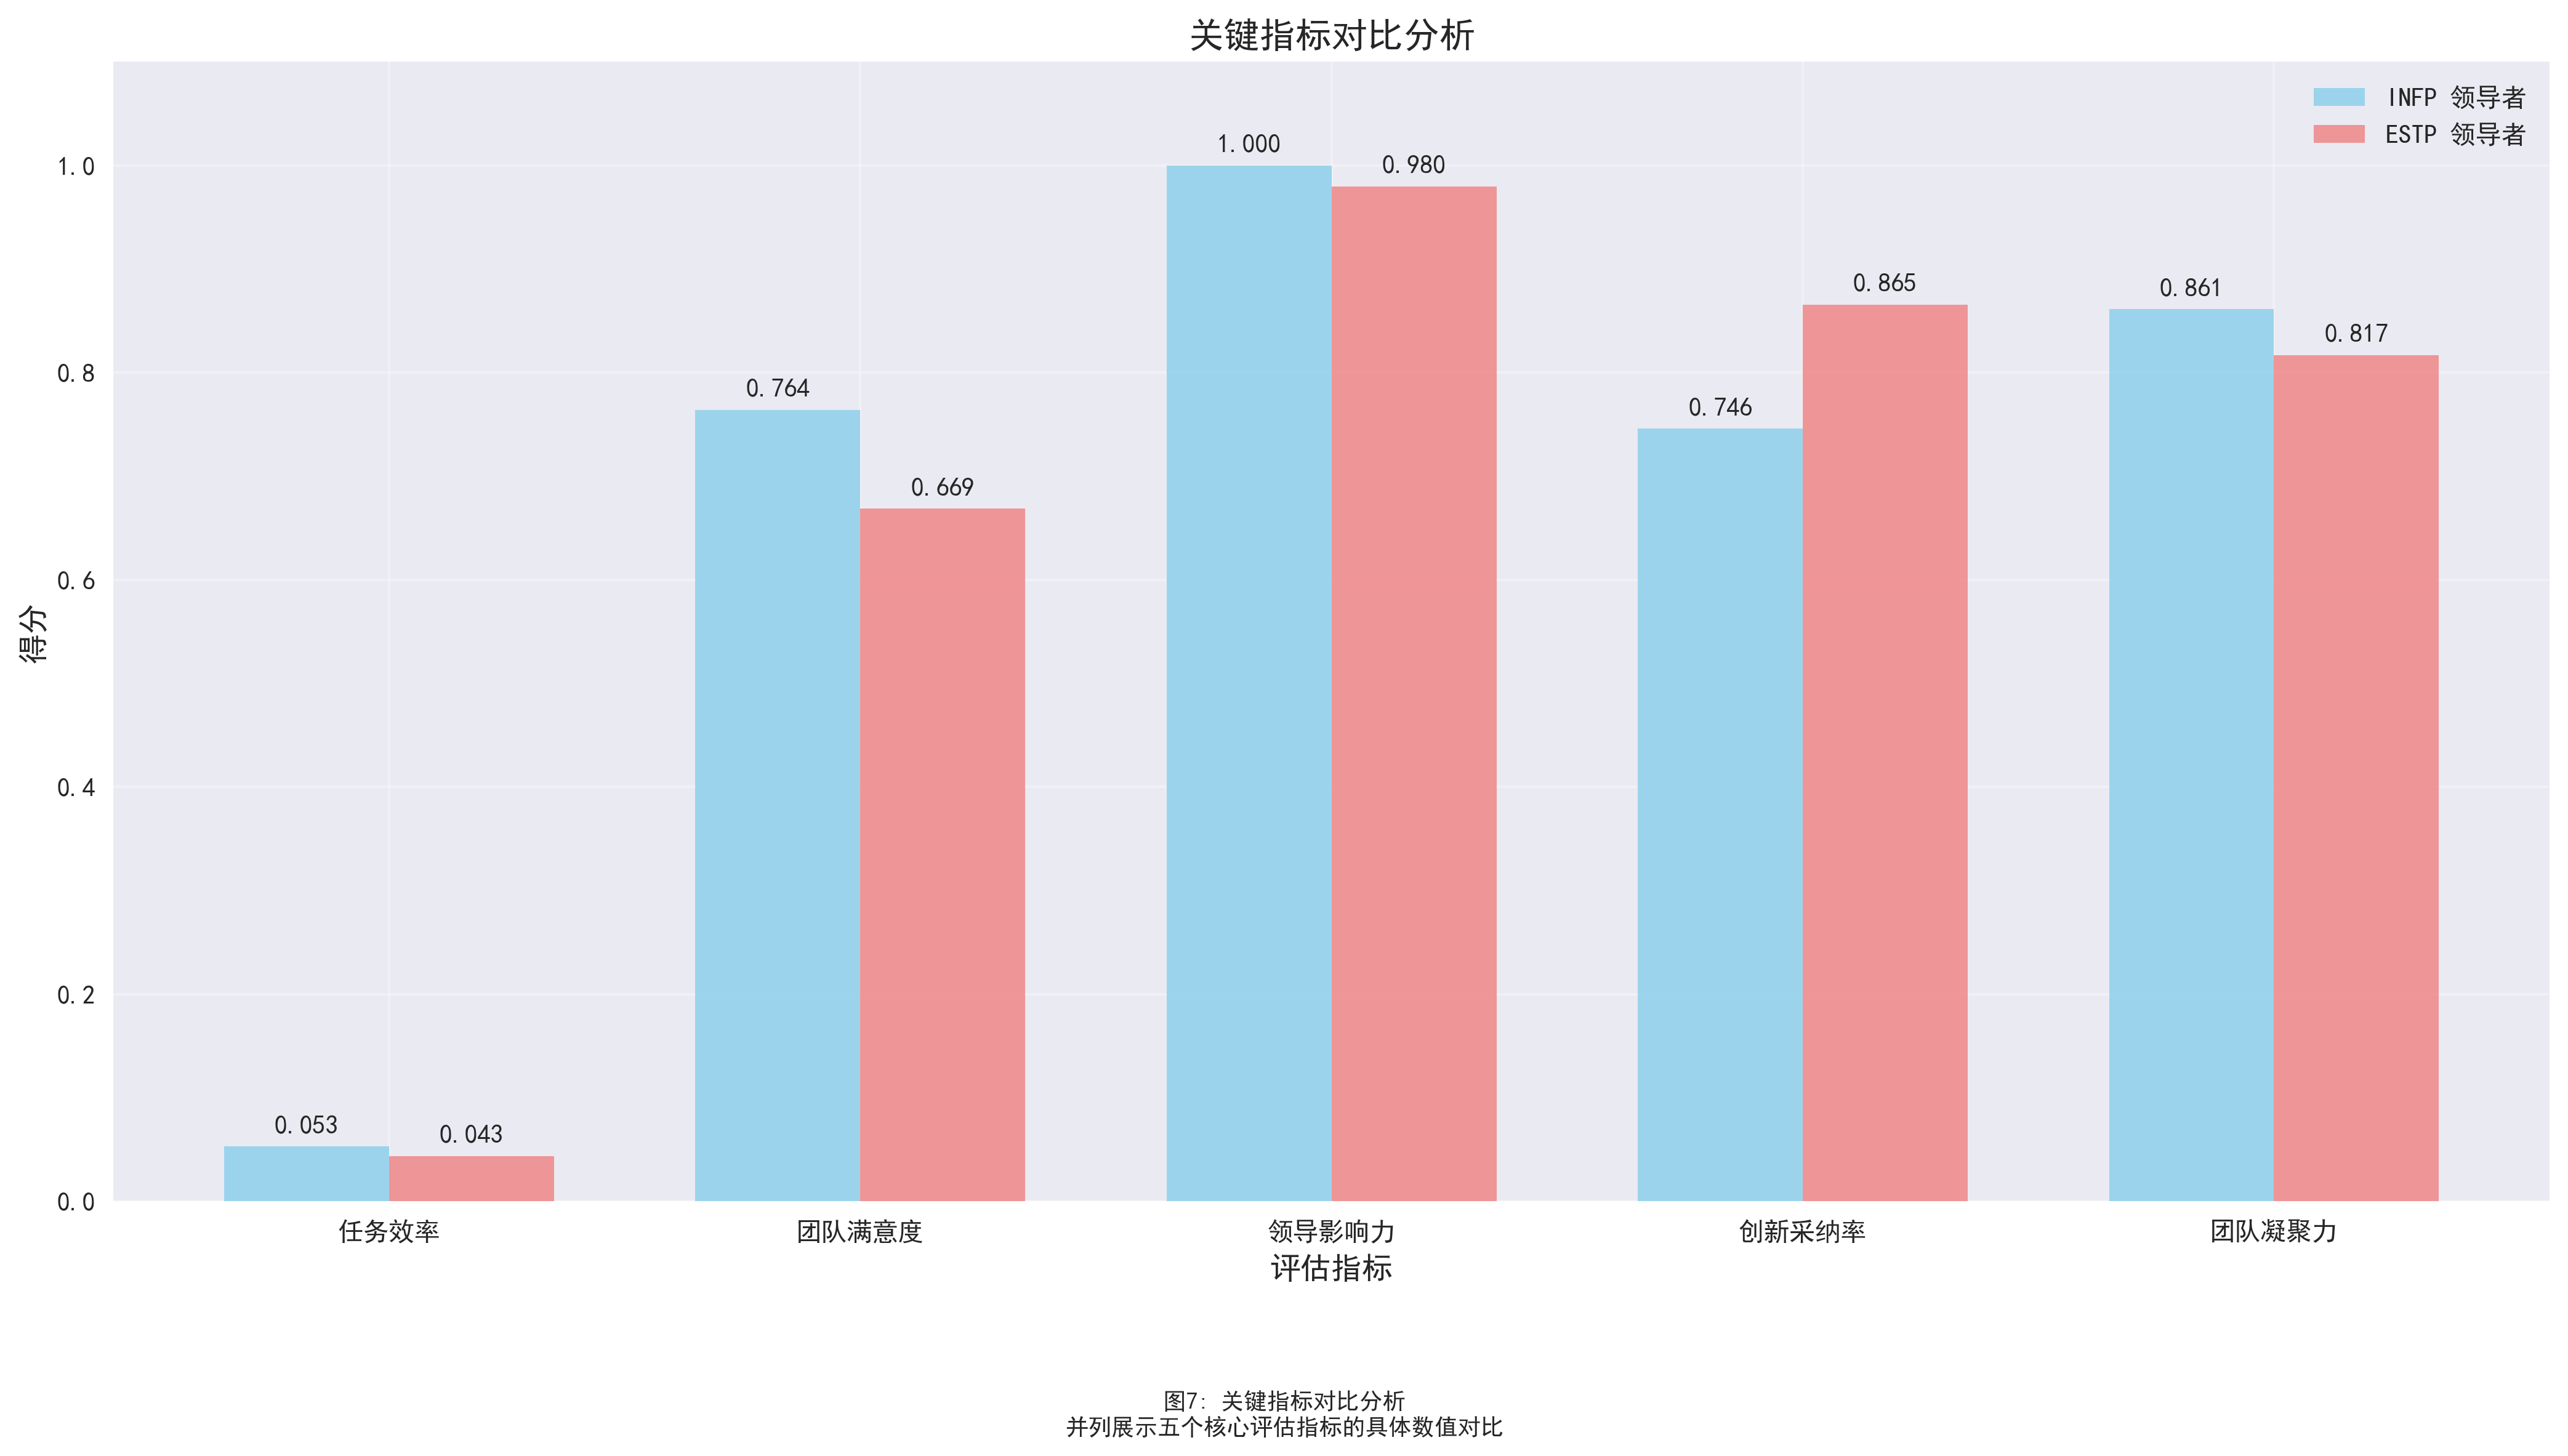 关键指标对比分析
INFP 领导者
ESTP 领导者
1.000
0.980
0.865
0.861
0.817
0.764
0.746
0.669
0.053
0.043
1.0
0.8
0.6
0.4
0.2
0.0
得分
任务效率
团队满意度
领导影响力
创新采纳率
团队凝聚力
评估指标
图7: 关键指标对比分析
并列展示五个核心评估指标的具体数值对比